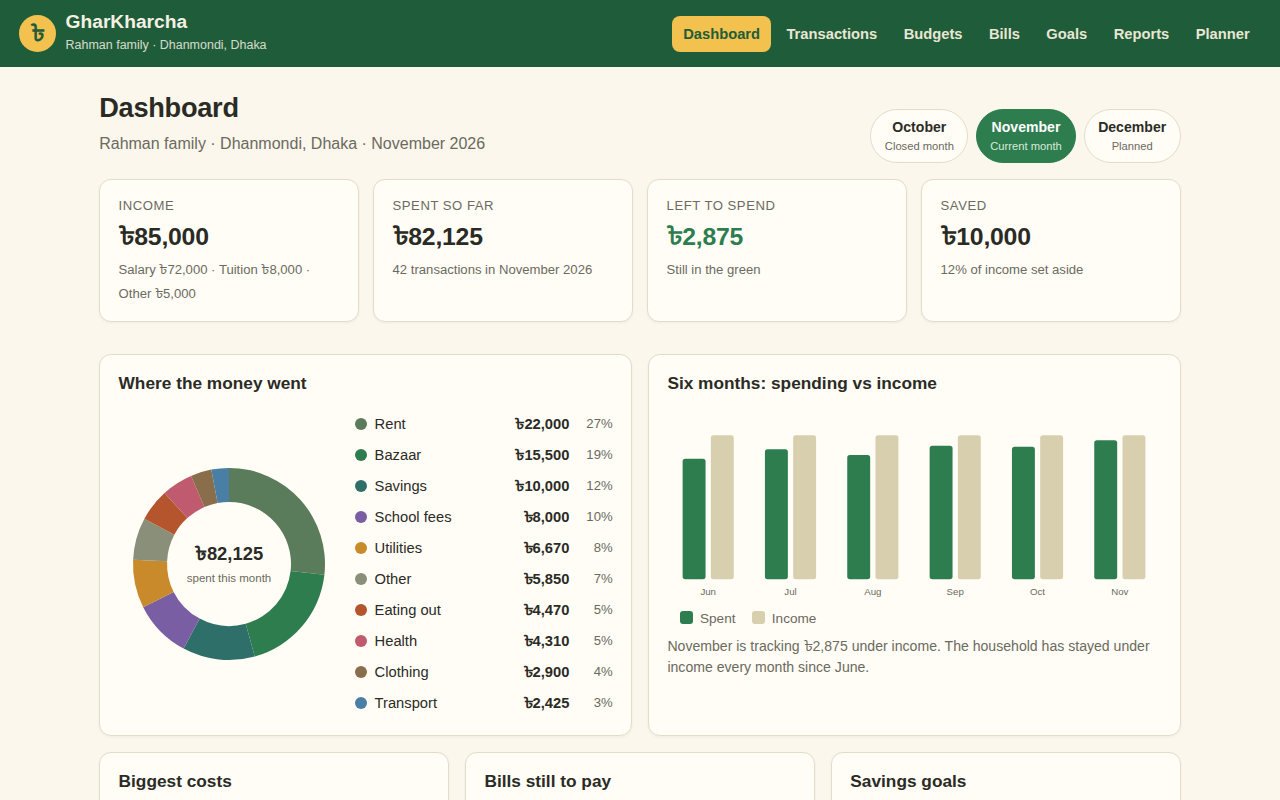 ৳
GharKharcha
Rahman family · Dhanmondi, Dhaka
Dashboard
Transactions
Budgets
Bills
Goals
Reports
Planner
Dashboard
Rahman family · Dhanmondi, Dhaka · November 2026
October
Closed month
November
Current month
December
Planned
INCOME
৳85,000
Salary ৳72,000 · Tuition ৳8,000 ·
Other ৳5,000
SPENT SO FAR
৳82,125
42 transactions in November 2026
LEFT TO SPEND
৳2,875
Still in the green
SAVED
৳10,000
12% of income set aside
Where the money went
৳82,125
spent this month
Rent ৳22,000 27%
Bazaar ৳15,500 19%
Savings ৳10,000 12%
School fees ৳8,000 10%
Utilities ৳6,670 8%
Other ৳5,850 7%
Eating out ৳4,470 5%
Health ৳4,310 5%
Clothing ৳2,900 4%
Transport ৳2,425 3%
Six months: spending vs income
Jun Jul Aug Sep Oct Nov
Spent Income
November is tracking ৳2,875 under income. The household has stayed under
income every month since June.
Biggest costs
Bills still to pay
Savings goals